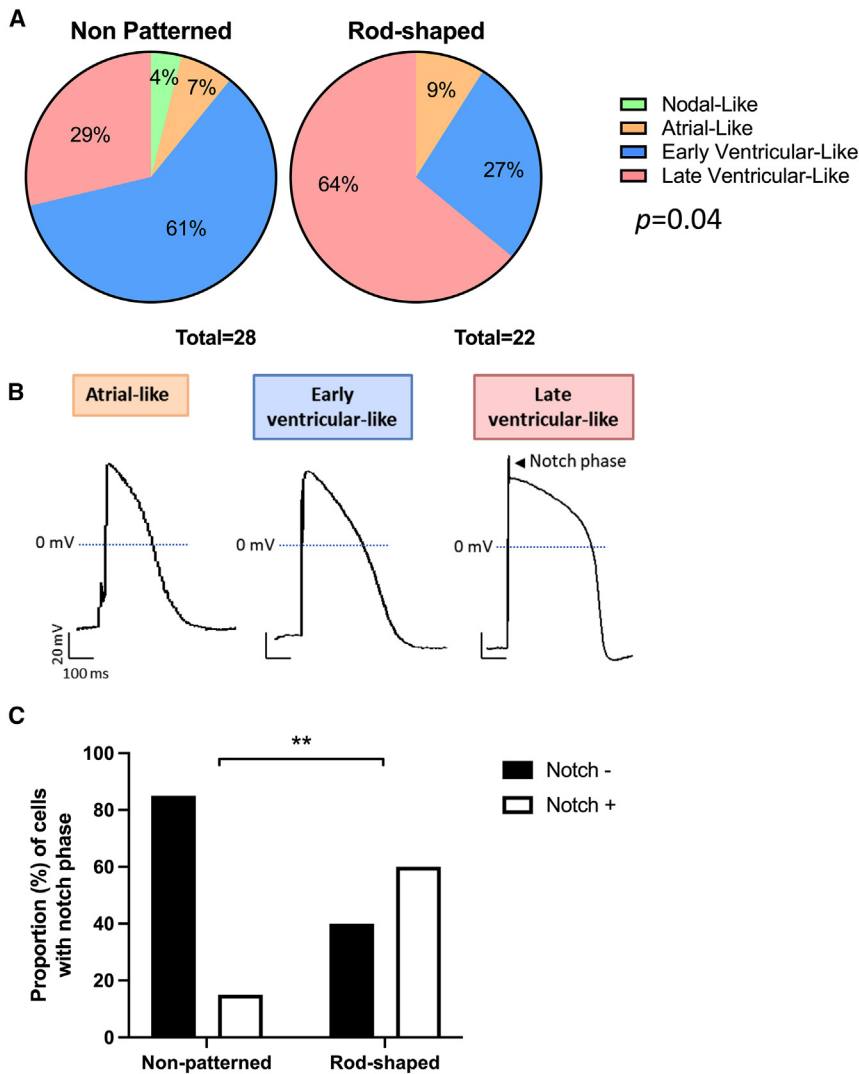 A
Non Patterned
Rod-shaped
4%
7%
29%
61%
9%
27%
64%
Nodal-Like
Atrial-Like
Early Ventricular-Like
Late Ventricular-Like
p=0.04
Total=28
Total=22
B
Atrial-like
Early
ventricular-like
Late
ventricular-like
Notch phase
0 mV
0 mV
0 mV
20 mV
100 ms
C
**
Notch -
Notch +
Proportion (%) of cells
with notch phase
100
80
60
40
20
0
Non-patterned
Rod-shaped